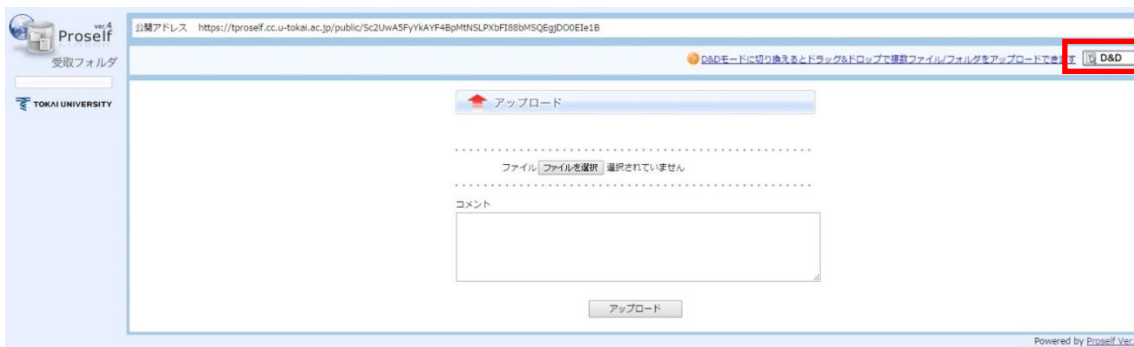 Proself ver.4
受取フォルダ
TOKAI UNIVERSITY
公開アドレス https://tproself.cc.u-tokai.ac.jp/public/Sc2UwA5FyYkAYF4BpMtNSLPXbFI88bMSQEgJDO0EIe1B
D&Dモードに切り換えるとドラッグ&ドロップで複数ファイル/フォルダをアップロードできます D&D
アップロード
ファイル ファイルを選択 選択されていません
コメント
アップロード
Powered by Proself Ver.